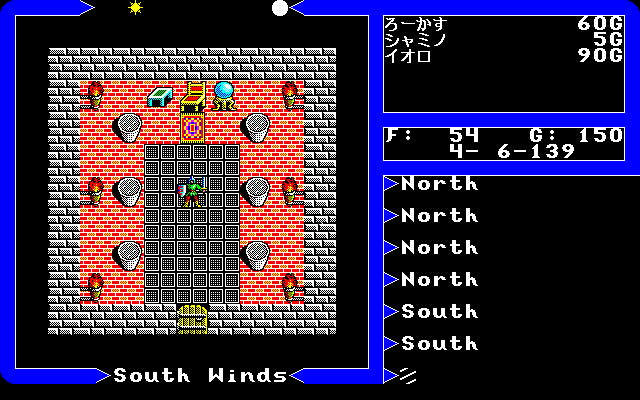 ろーかす 60G
シャミノ 5G
イオロ 90G
F: 54 G: 150
4- 6-139
North
North
North
North
South
South
South Winds